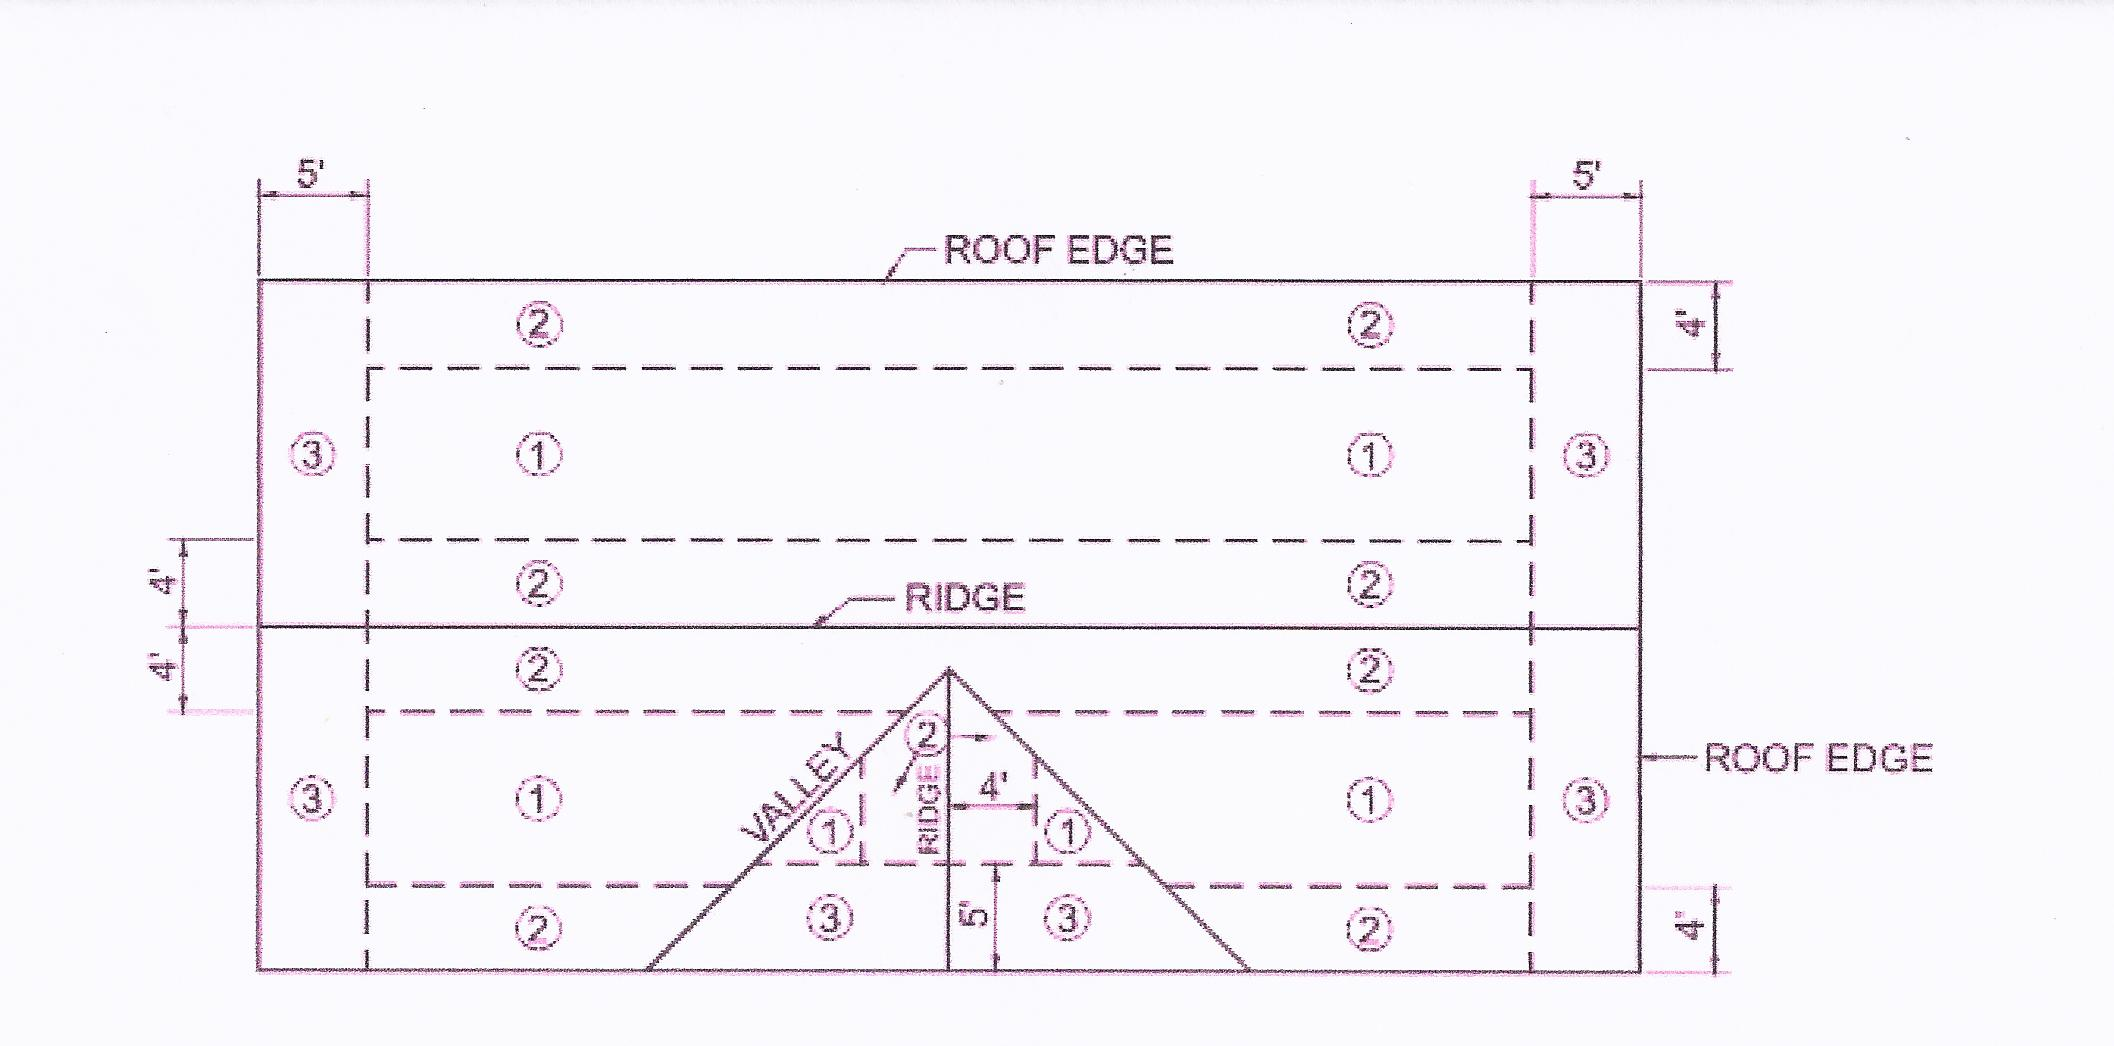 5'
5'
ROOF EDGE
② ②
4'
③ ① ① ③
4'
② ②
RIDGE
4'
② ②
②
VALLEY
RIDGE
4'
ROOF EDGE
③ ① ① ① ① ③
② ③ 5' ③ ② 4'